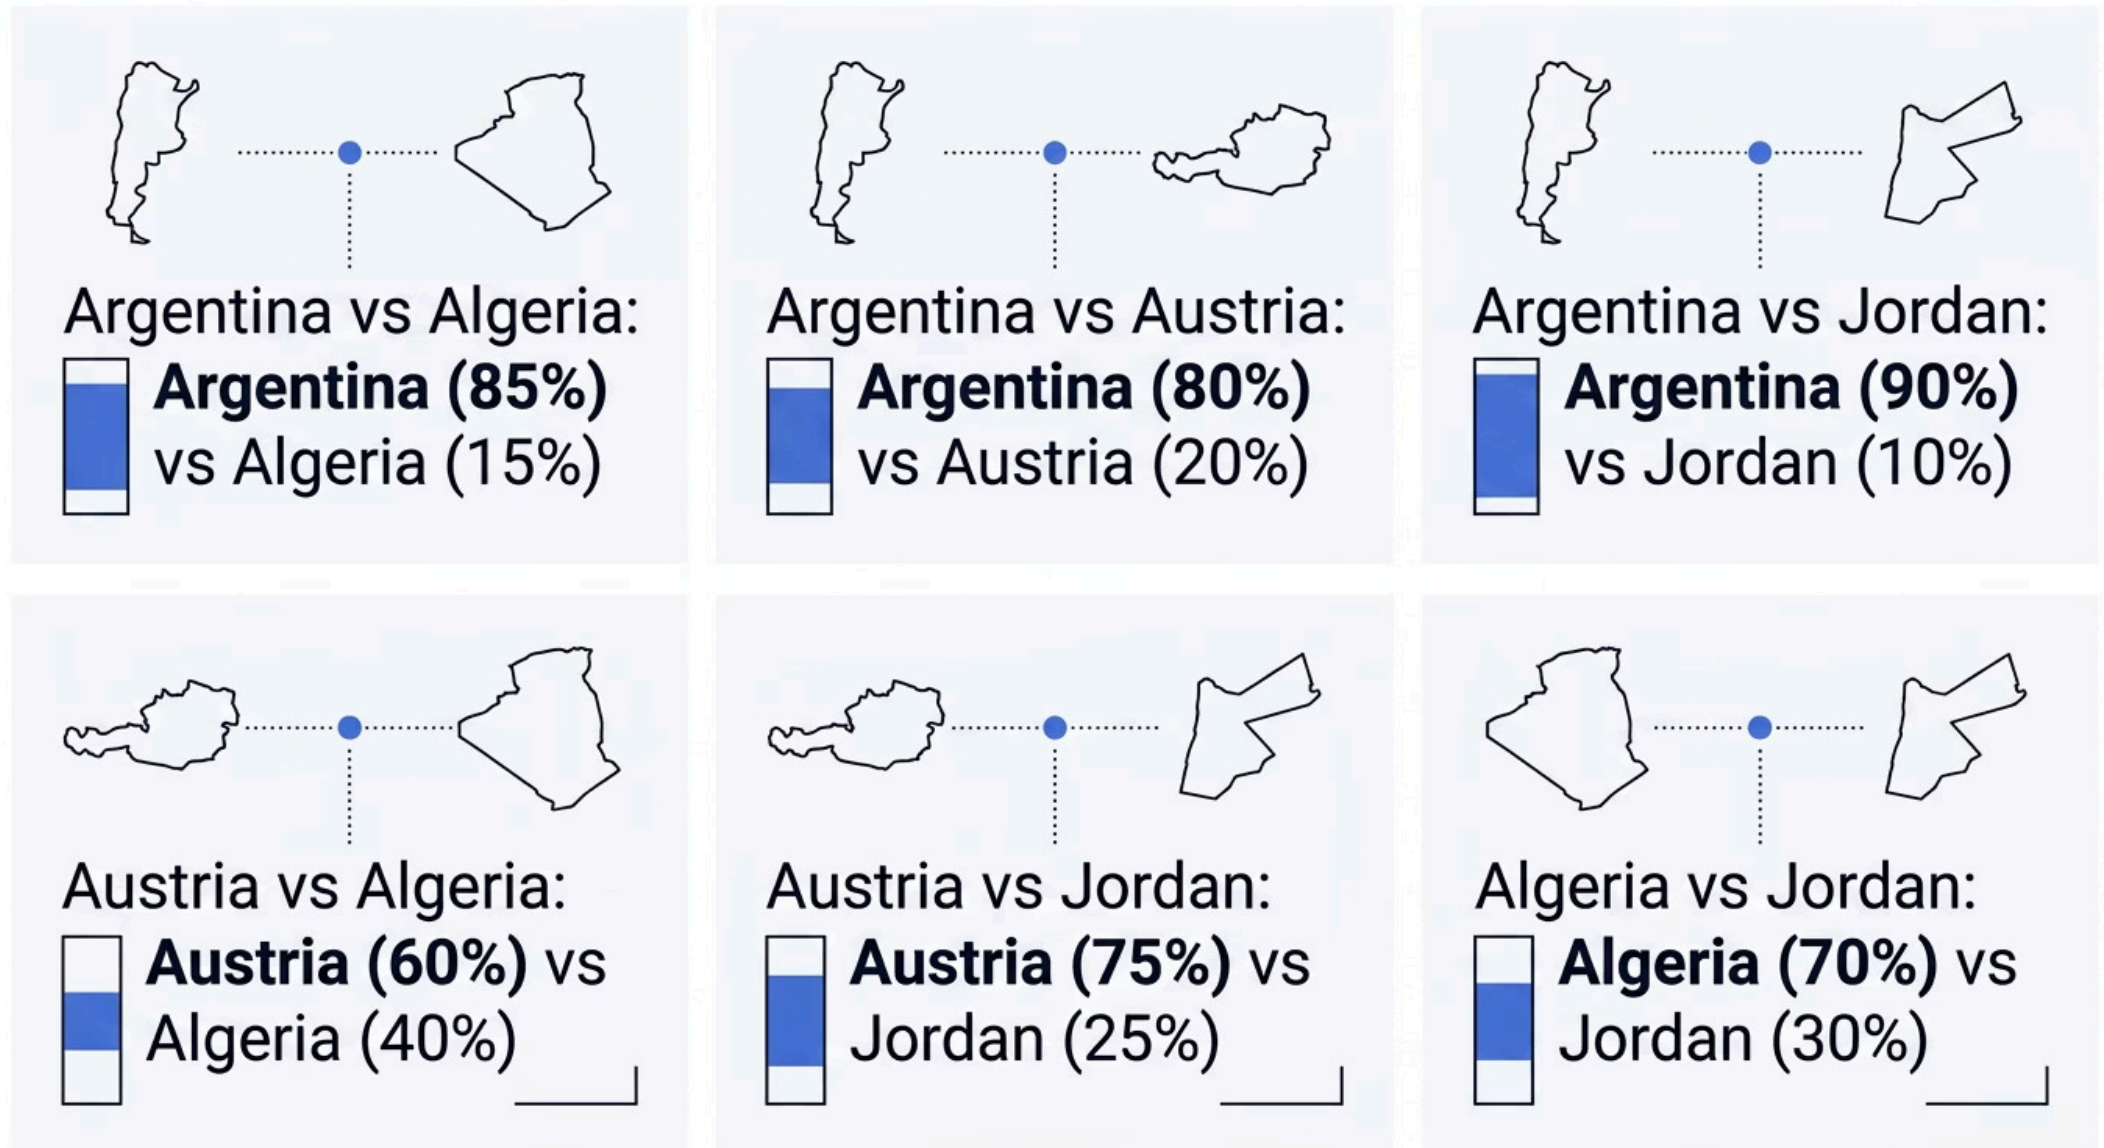 Argentina vs Algeria:
Argentina (85%)
vs Algeria (15%)
Argentina vs Austria:
Argentina (80%)
vs Austria (20%)
Argentina vs Jordan:
Argentina (90%)
vs Jordan (10%)
Austria vs Algeria:
Austria (60%) vs
Algeria (40%)
Austria vs Jordan:
Austria (75%) vs
Jordan (25%)
Algeria vs Jordan:
Algeria (70%) vs
Jordan (30%)